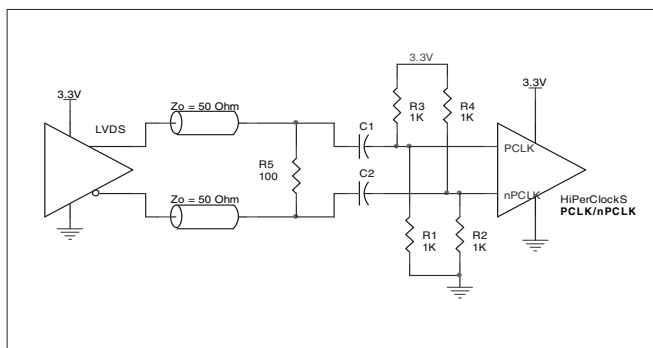 3.3V
LVDS
Zo = 50 Ohm
Zo = 50 Ohm
R5
100
C1
C2
3.3V
R3
1K
R4
1K
R1
1K
R2
1K
3.3V
PCLK
nPCLK
HiPerClockS
PCLK/nPCLK